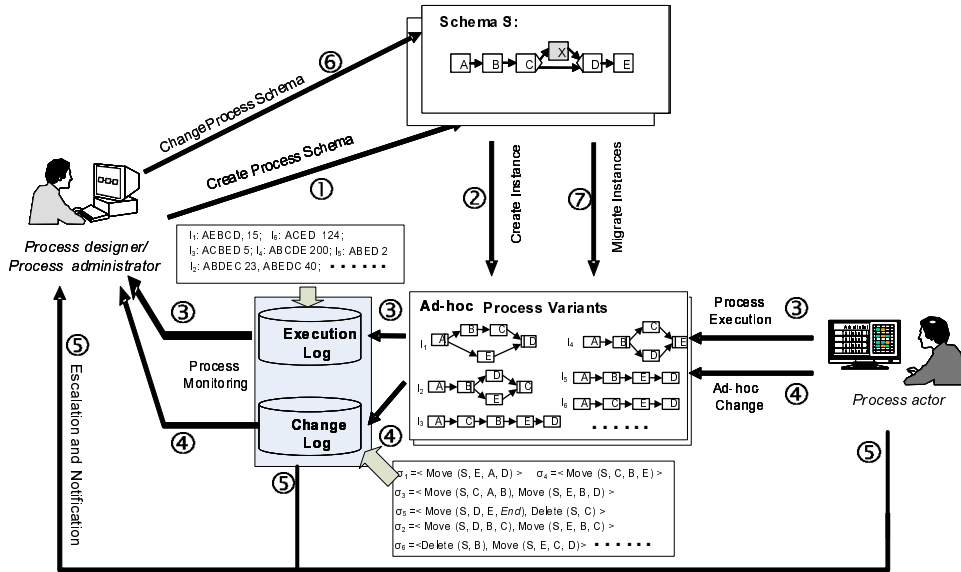 Schema S:
A B C X D E
⑥
Change Process Schema
Create Process Schema
①
②
Create Instance
⑦
Migrate Instances
Process designer/
Process administrator
I1: AEBCD, 15; I6: ACED 124;
I3: ACBED 5; I4: ABCDE 200; I5: ABED 2
I2: ABDEC 23, ABEDC 40; ······
③
Execution
Log
Process
Monitoring
④
Change
Log
③
④
⑤
Ad-hoc Process Variants
I1 A B C E D
I4 A B C D E
I2 A B D E C
I5 A B E D
I6 A C E D
I3 A C B E D
······
Process
Execution
③
Ad-hoc
Change
④
Process actor
⑤
⑤
Escalation and Notification
σ1 =< Move (S, E, A, D) > σ4 =< Move (S, C, B, E) >
σ3 =< Move (S, C, A, B), Move (S, E, B, D) >
σ5 =< Move (S, D, E, End), Delete (S, C) >
σ2 =< Move (S, D, B, C), Move (S, E, B, C) >
σ6 =<Delete (S, B), Move (S, E, C, D)> ······